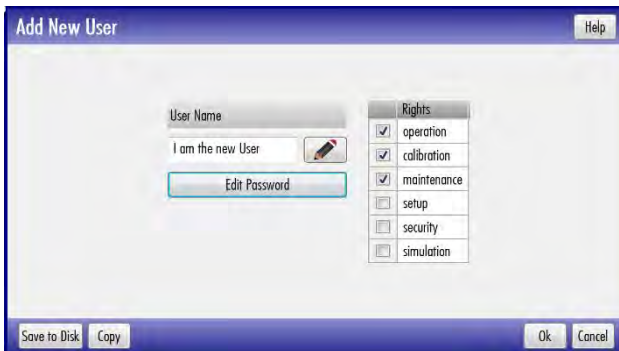 Add New User
Help
User Name
I am the new User
Edit Password
Rights
operation
calibration
maintenance
setup
security
simulation
Save to Disk
Copy
Ok
Cancel